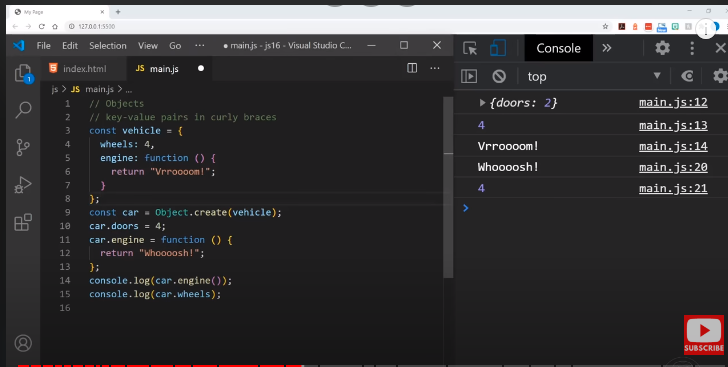 My Page
127.0.0.1:5500
File Edit Selection View Go ··· ● main.js - js16 - Visual Studio C...
index.html JS main.js ●
js > JS main.js > ...
1 // Objects
2 // key-value pairs in curly braces
3 const vehicle = {
4 wheels: 4,
5 engine: function () {
6 return "Vrroooom!";
7 }
8 };
9 const car = Object.create(vehicle);
10 car.doors = 4;
11 car.engine = function () {
12 return "Whoooosh!";
13 };
14 console.log(car.engine());
15 console.log(car.wheels);
16
1
Console »
top
▶ {doors: 2} main.js:12
4 main.js:13
Vrroooom! main.js:14
Whoooosh! main.js:20
4 main.js:21
>
SUBSCRIBE